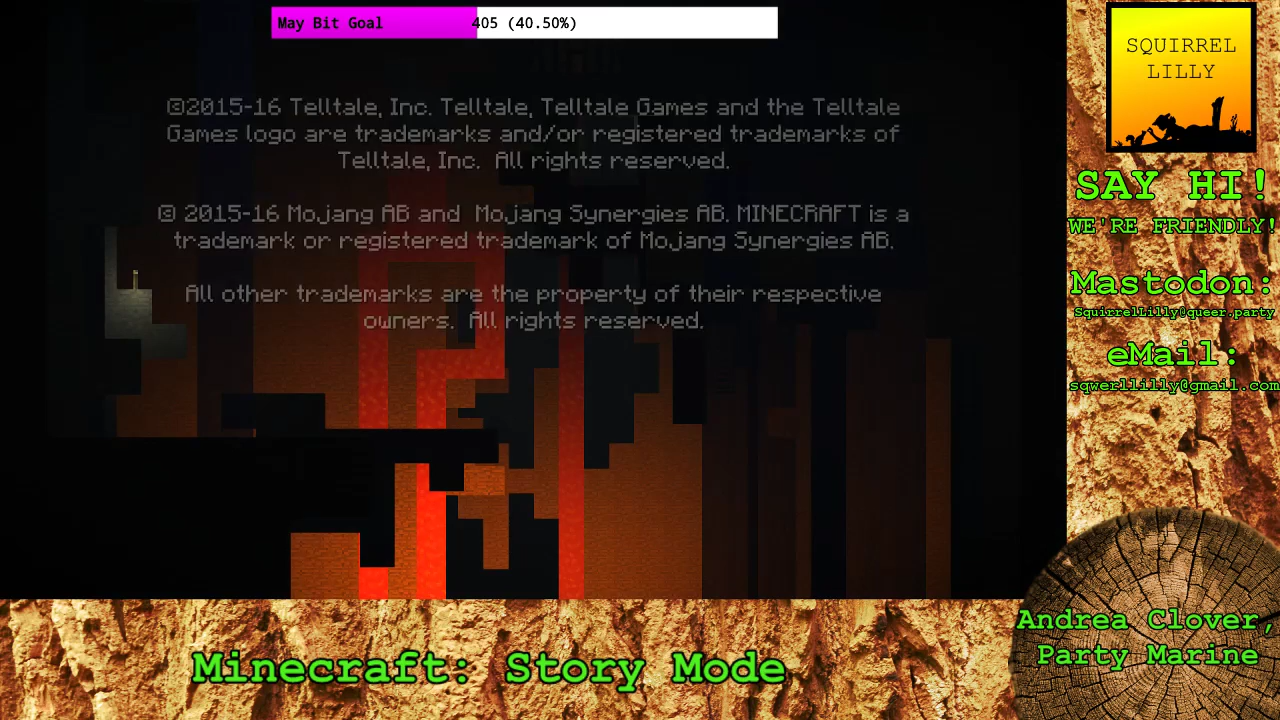 May Bit Goal 405 (40.50%)
©2015-16 Telltale, Inc. Telltale, Telltale Games and the Telltale
Games logo are trademarks and/or registered trademarks of
Telltale, Inc. All rights reserved.
© 2015-16 Mojang AB and Mojang Synergies AB. MINECRAFT is a
trademark or registered trademark of Mojang Synergies AB.
All other trademarks are the property of their respective
owners. All rights reserved.
SQUIRREL
LILLY
SAY HI!
WE'RE FRIENDLY!
Mastodon:
SquirrelLilly@queer.party
eMail:
sqwerllilly@gmail.com
Andrea Clover,
Party Marine
Minecraft: Story Mode